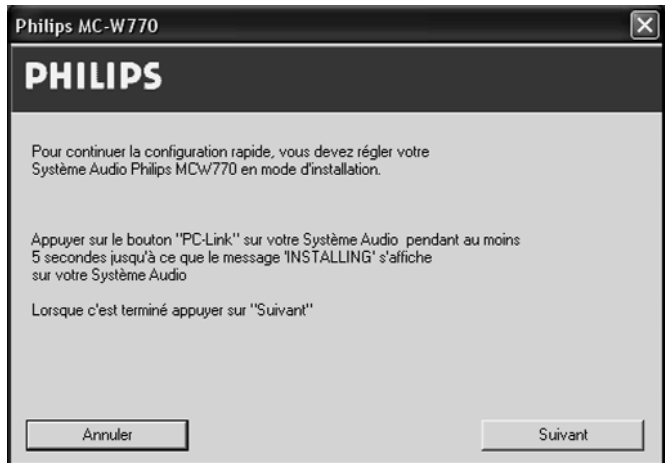 Philips MC-W770
PHILIPS
Pour continuer la configuration rapide, vous devez régler votre
Système Audio Philips MCW770 en mode d'installation.
Appuyer sur le bouton "PC-Link" sur votre Système Audio pendant au moins
5 secondes jusqu'à ce que le message 'INSTALLING' s'affiche
sur votre Système Audio
Lorsque c'est terminé appuyer sur "Suivant"
Annuler
Suivant